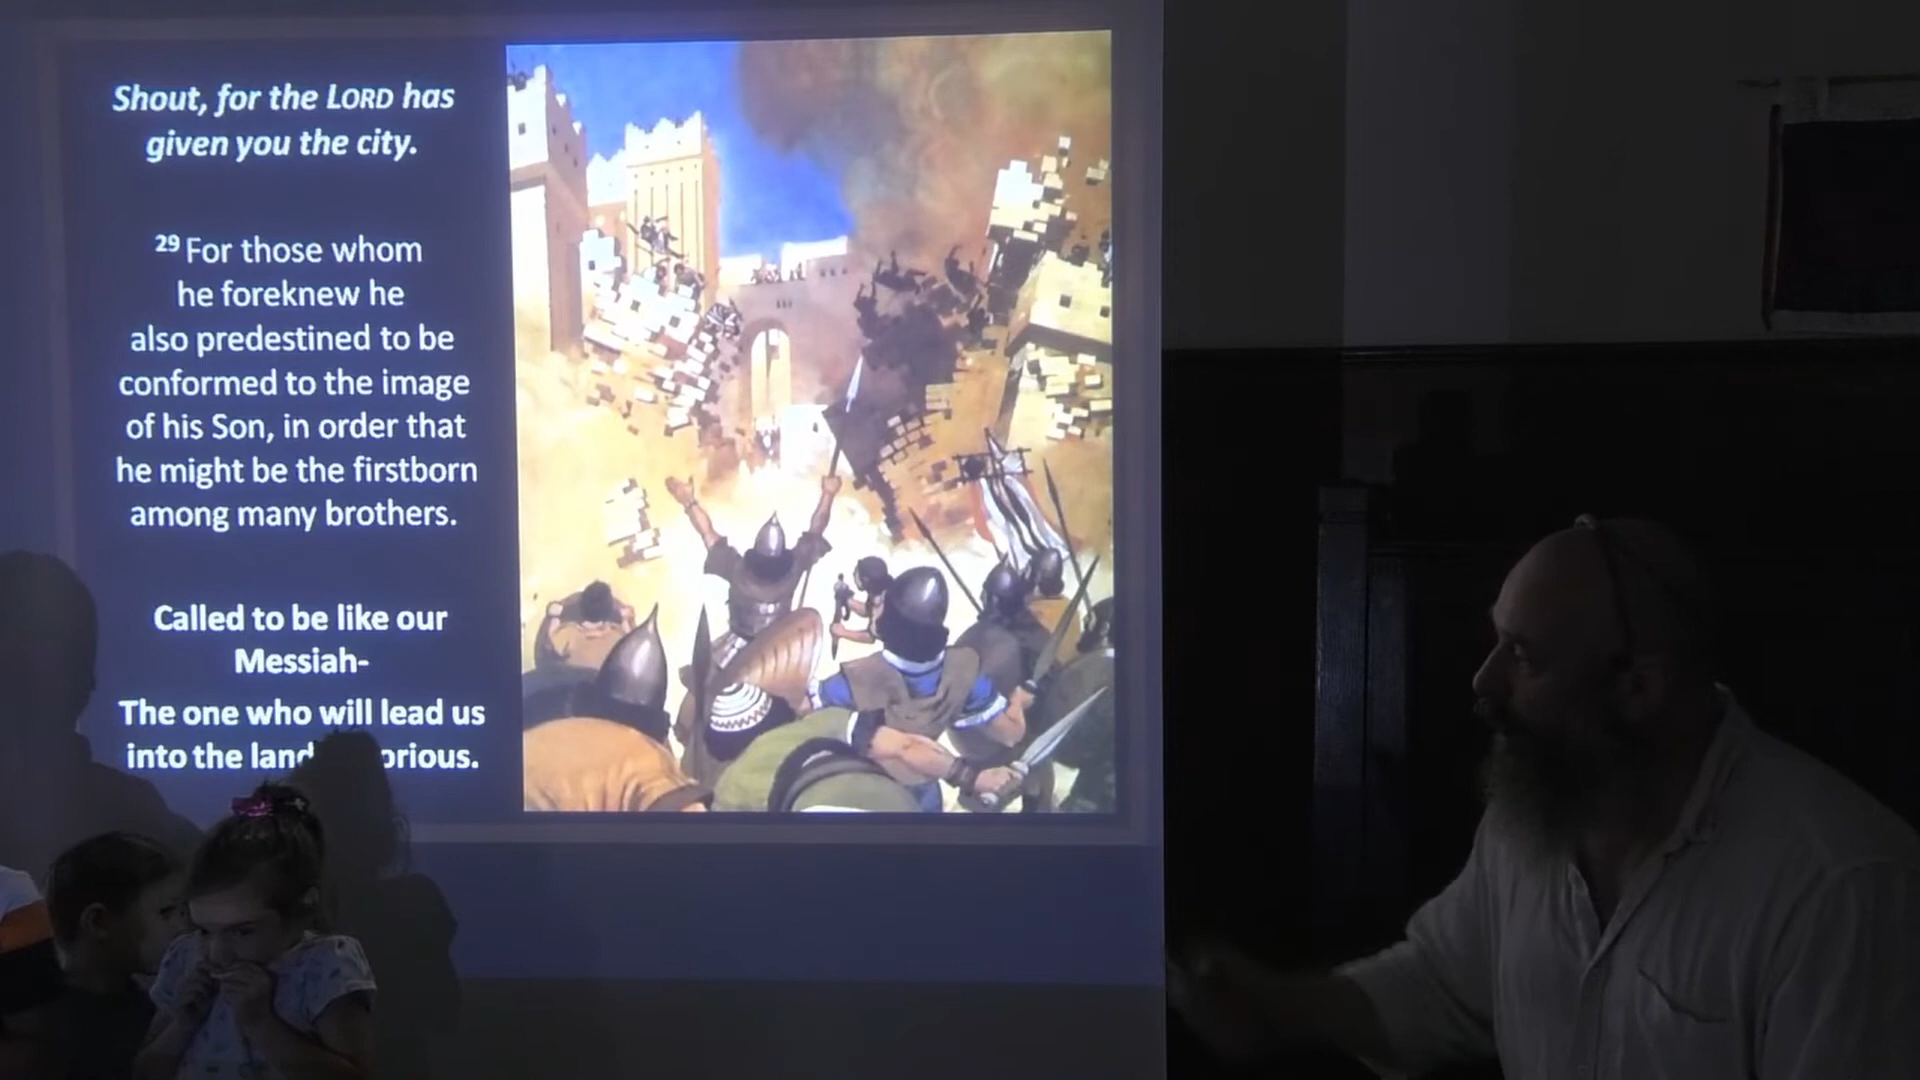 Shout, for the LORD has
given you the city.
29 For those whom
he foreknew he
also predestined to be
conformed to the image
of his Son, in order that
he might be the firstborn
among many brothers.
Called to be like our
Messiah-
The one who will lead us
into the land